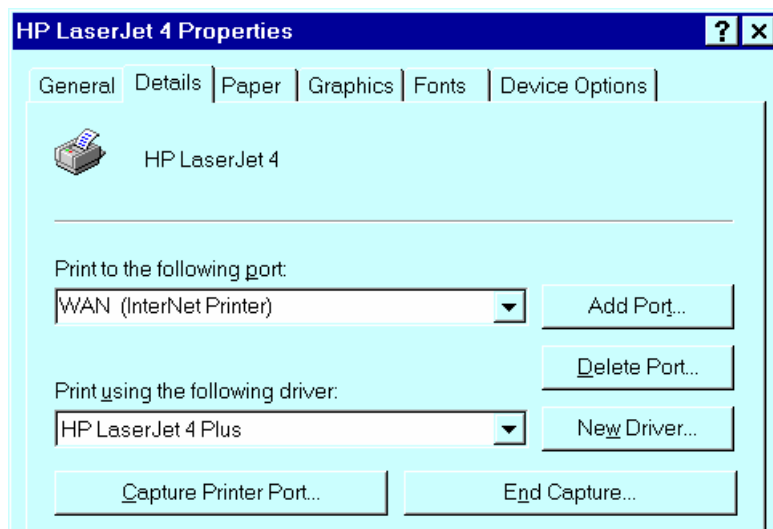 HP LaserJet 4 Properties
General Details Paper Graphics Fonts Device Options
HP LaserJet 4
Print to the following port:
WAN (InterNet Printer) Add Port...
Delete Port...
Print using the following driver:
HP LaserJet 4 Plus New Driver...
Capture Printer Port... End Capture...